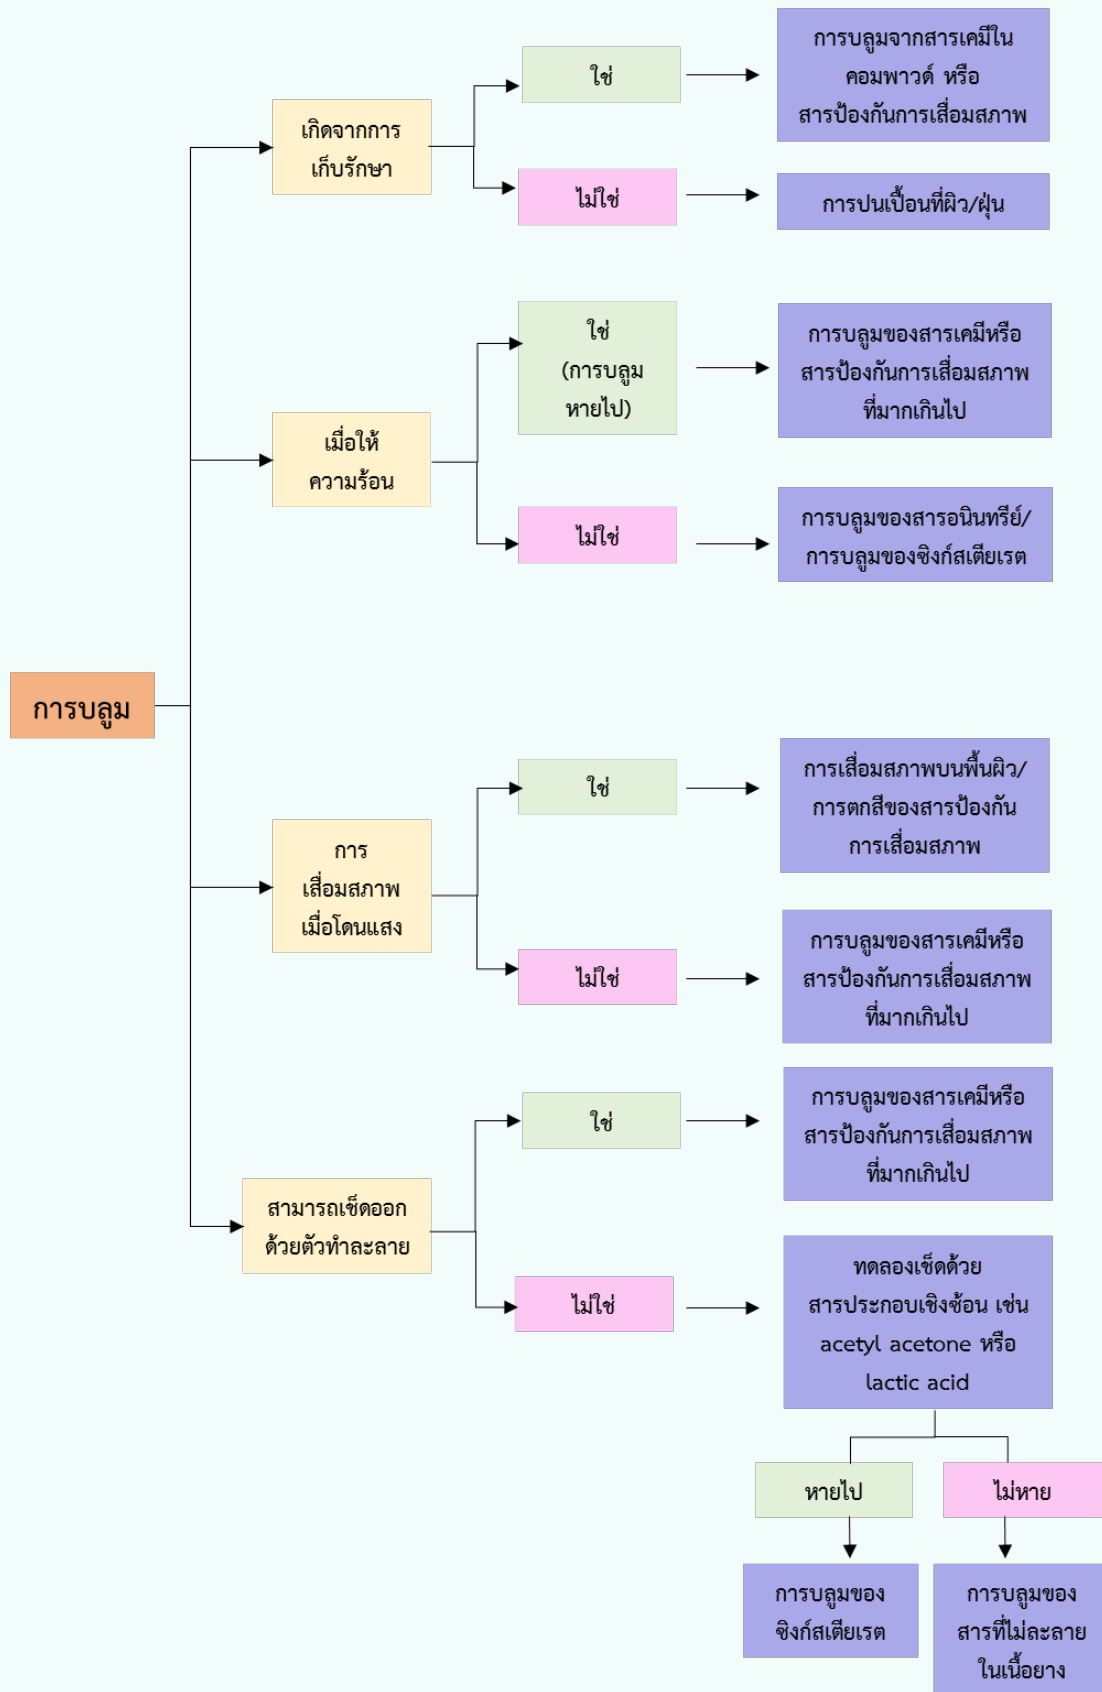 การบลูม
เกิดจากการ
เก็บรักษา
ใช่
การบลูมจากสารเคมีใน
คอมพาวด์ หรือ
สารป้องกันการเสื่อมสภาพ
ไม่ใช่
การปนเปื้อนที่ผิว/ฝุ่น
เมื่อให้
ความร้อน
ใช่
(การบลูม
หายไป)
การบลูมของสารเคมีหรือ
สารป้องกันการเสื่อมสภาพ
ที่มากเกินไป
ไม่ใช่
การบลูมของสารอนินทรีย์/
การบลูมของซิงก์สเตียเรต
การ
เสื่อมสภาพ
เมื่อโดนแสง
ใช่
การเสื่อมสภาพบนพื้นผิว/
การตกสีของสารป้องกัน
การเสื่อมสภาพ
ไม่ใช่
การบลูมของสารเคมีหรือ
สารป้องกันการเสื่อมสภาพ
ที่มากเกินไป
สามารถเช็ดออก
ด้วยตัวทำละลาย
ใช่
การบลูมของสารเคมีหรือ
สารป้องกันการเสื่อมสภาพ
ที่มากเกินไป
ไม่ใช่
ทดลองเช็ดด้วย
สารประกอบเชิงซ้อน เช่น
acetyl acetone หรือ
lactic acid
หายไป
การบลูมของ
ซิงก์สเตียเรต
ไม่หาย
การบลูมของ
สารที่ไม่ละลาย
ในเนื้อยาง